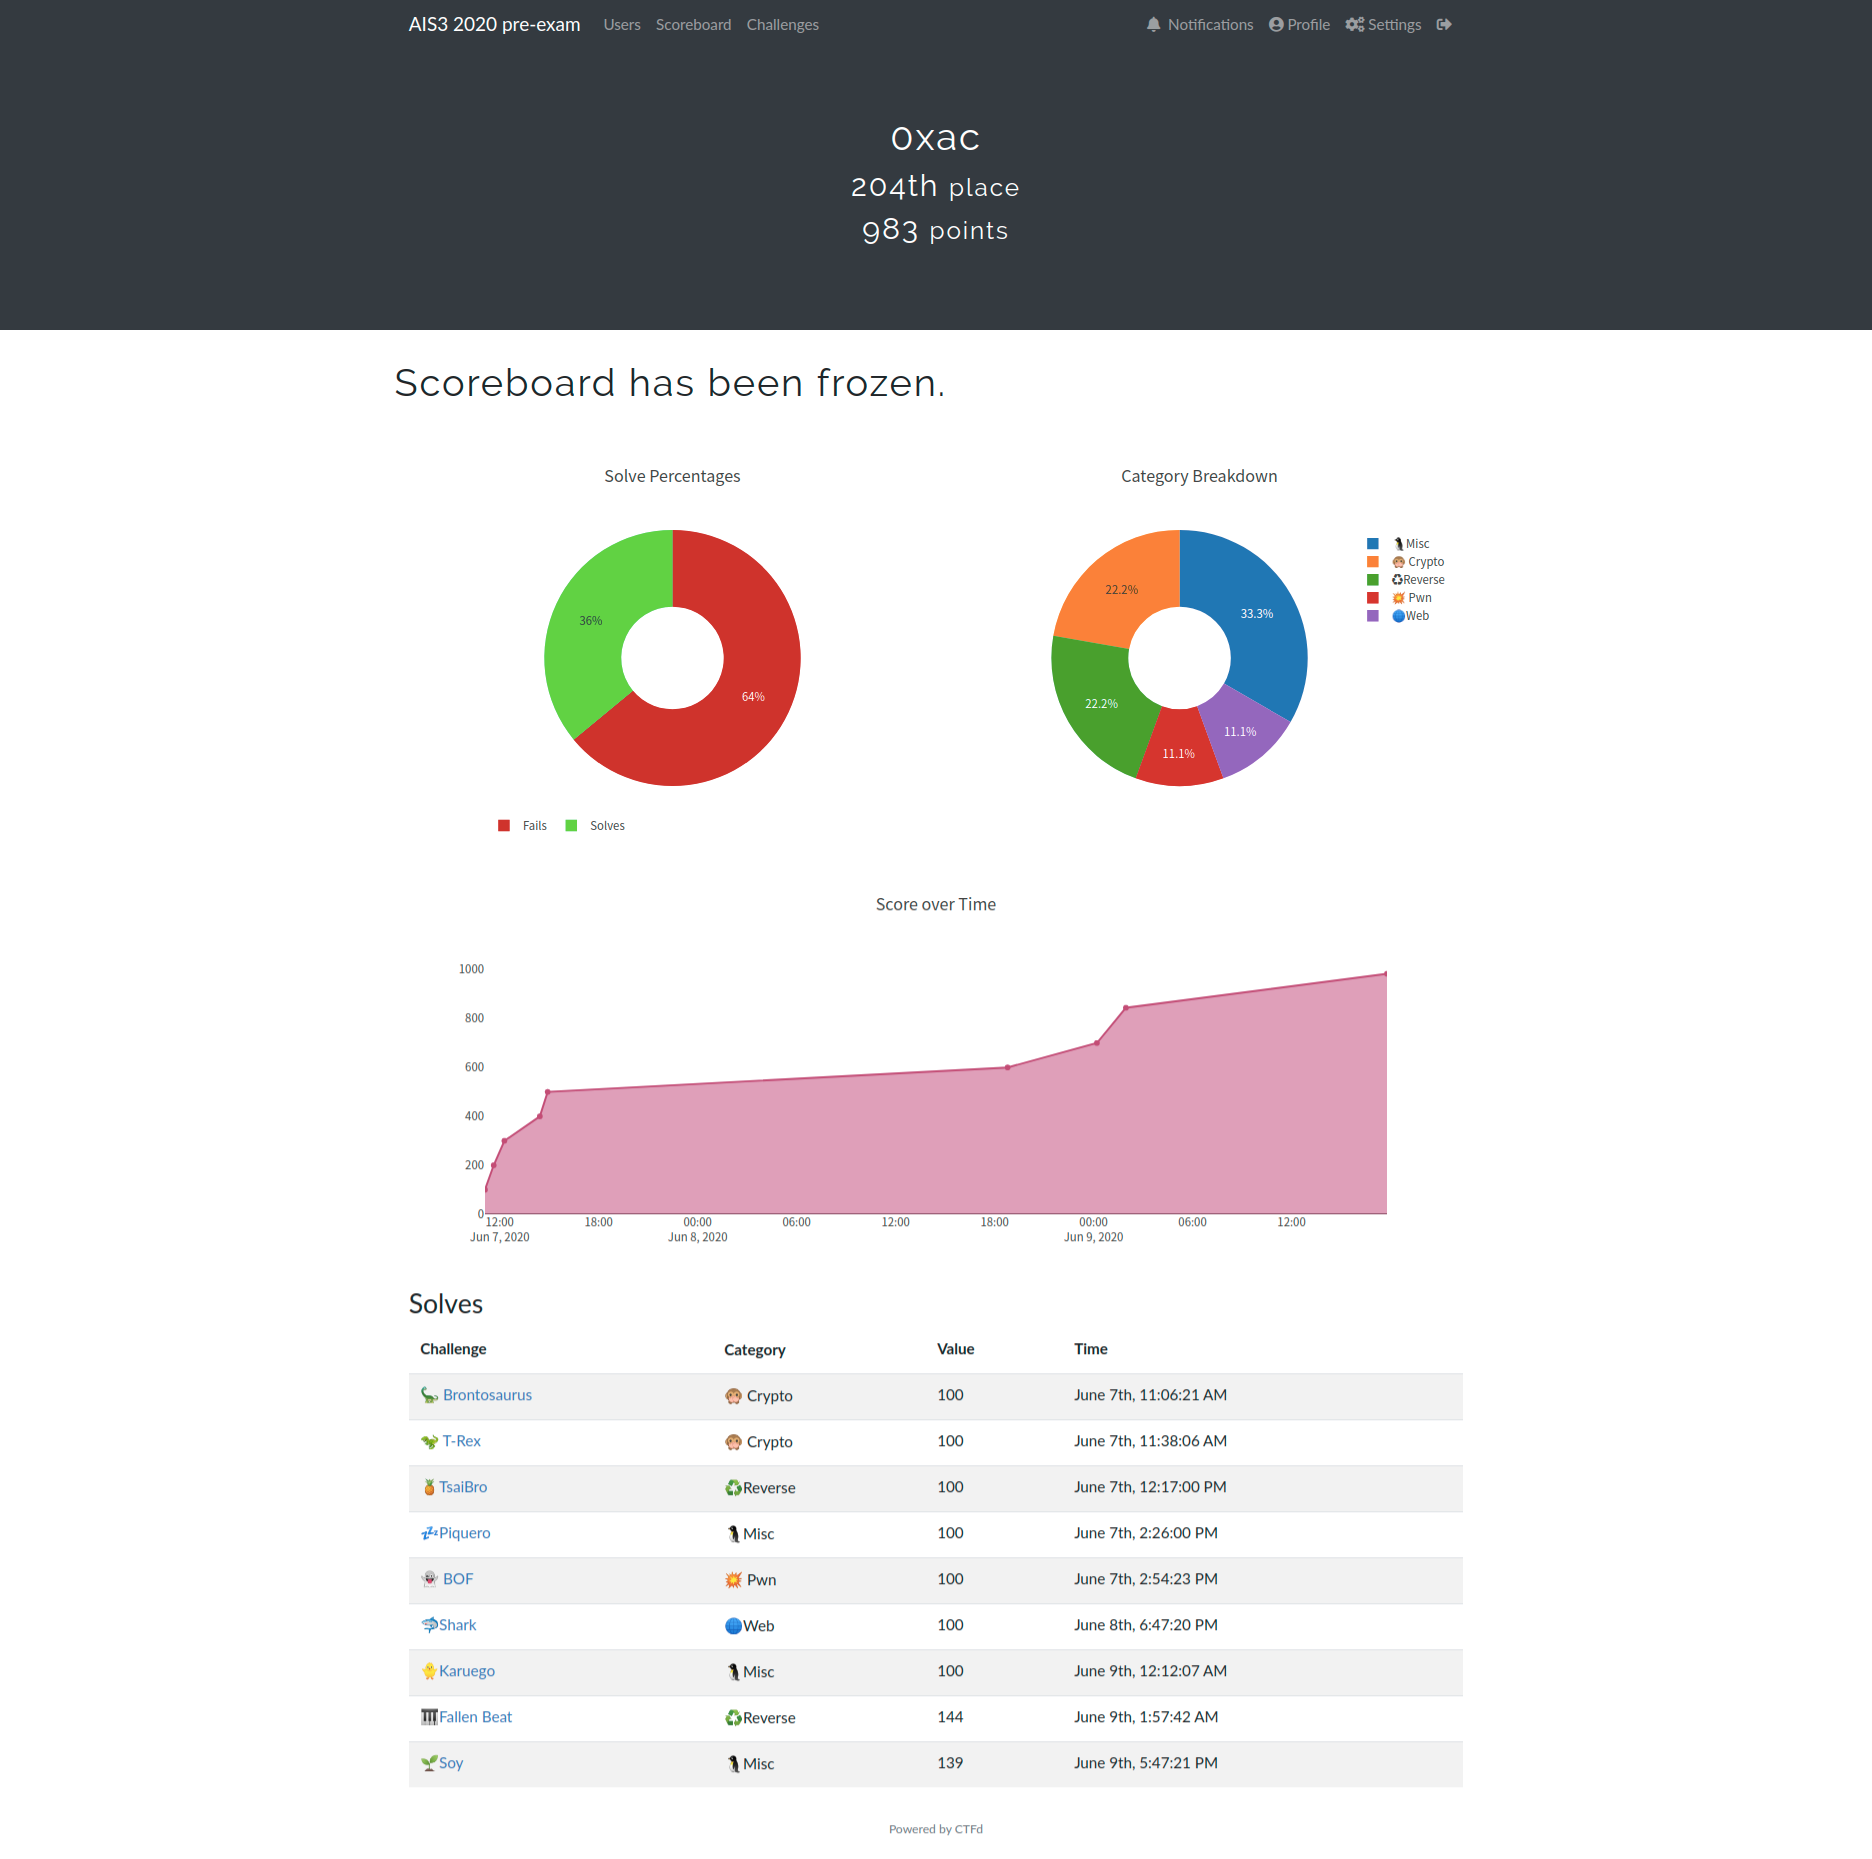 AIS3 2020 pre-exam Users Scoreboard Challenges Notifications Profile Settings
0xac
204th place
983 points
Scoreboard has been frozen.
Solve Percentages
36%
64%
Fails Solves
Category Breakdown
22.2%
33.3%
22.2%
11.1%
11.1%
Misc
Crypto
Reverse
Pwn
Web
Score over Time
1000
800
600
400
200
0
12:00 18:00 00:00 06:00 12:00 18:00 00:00 06:00 12:00
Jun 7, 2020 Jun 8, 2020 Jun 9, 2020
Solves
Challenge Category Value Time
Brontosaurus Crypto 100 June 7th, 11:06:21 AM
T-Rex Crypto 100 June 7th, 11:38:06 AM
TsaiBro Reverse 100 June 7th, 12:17:00 PM
Piquero Misc 100 June 7th, 2:26:00 PM
BOF Pwn 100 June 7th, 2:54:23 PM
Shark Web 100 June 8th, 6:47:20 PM
Karuego Misc 100 June 9th, 12:12:07 AM
Fallen Beat Reverse 144 June 9th, 1:57:42 AM
Soy Misc 139 June 9th, 5:47:21 PM
Powered by CTFd